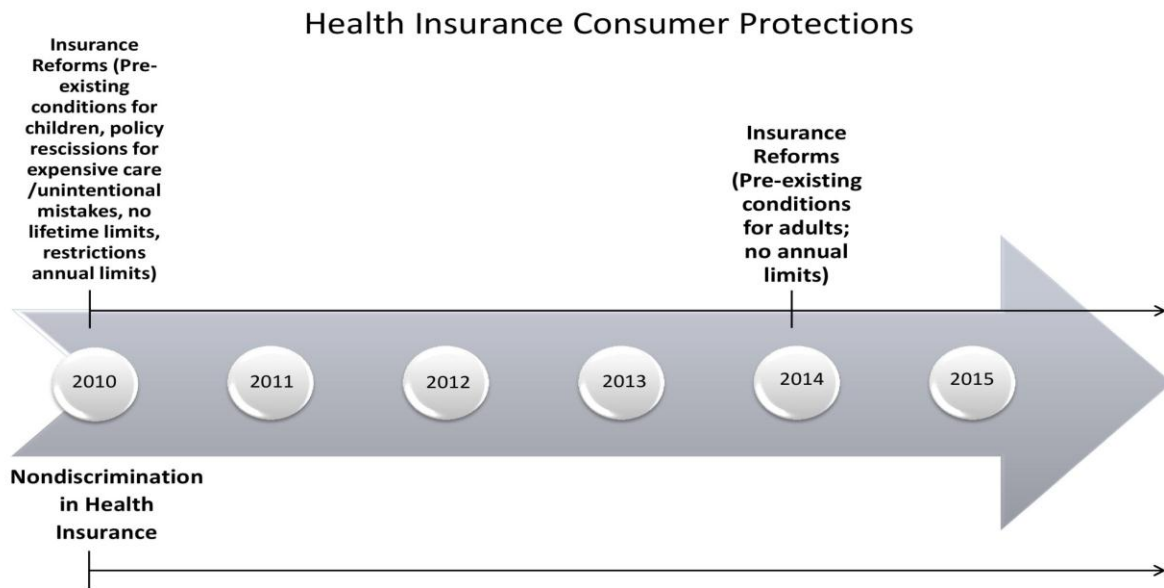 Health Insurance Consumer Protections
Insurance
Reforms (Pre-
existing
conditions for
children, policy
rescissions for
expensive care
/unintentional
mistakes, no
lifetime limits,
restrictions
annual limits)
Insurance
Reforms
(Pre-existing
conditions
for adults;
no annual
limits)
2010
2011
2012
2013
2014
2015
Nondiscrimination
in Health
Insurance